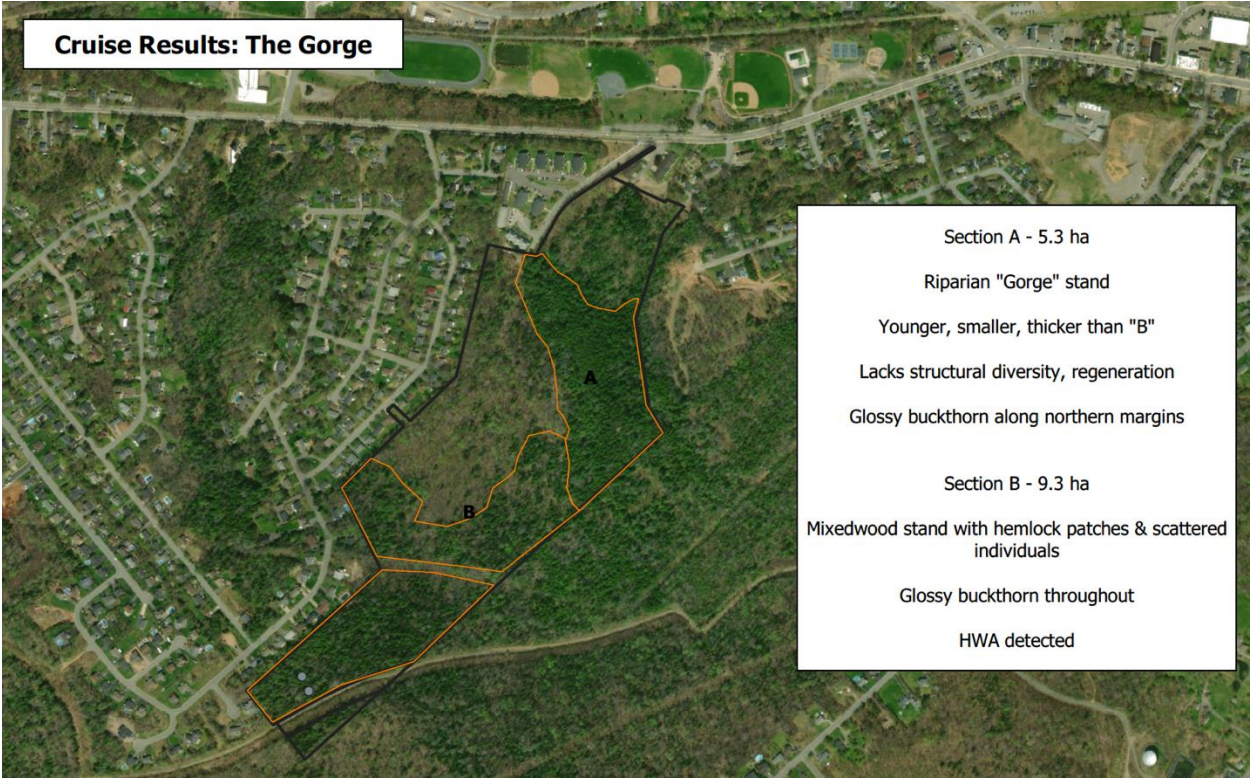 Cruise Results: The Gorge
A
B
Section A - 5.3 ha
Riparian "Gorge" stand
Younger, smaller, thicker than "B"
Lacks structural diversity, regeneration
Glossy buckthorn along northern margins
Section B - 9.3 ha
Mixedwood stand with hemlock patches & scattered
individuals
Glossy buckthorn throughout
HWA detected